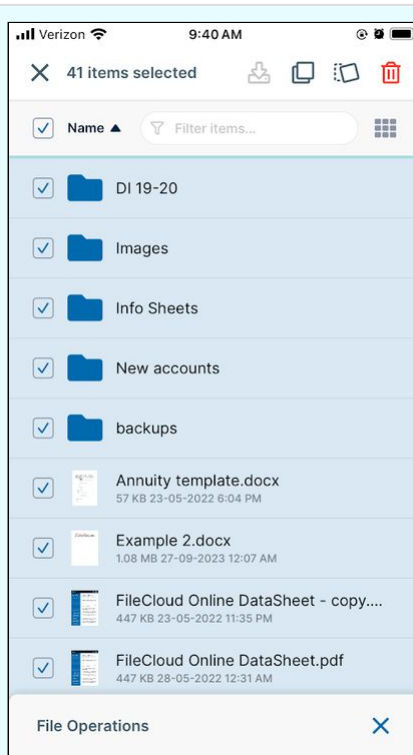 Verizon 9:40 AM
41 items selected
Name ▲ Filter items...
DI 19-20
Images
Info Sheets
New accounts
backups
Annuity template.docx
57 KB 23-05-2022 6:04 PM
Example 2.docx
1.08 MB 27-09-2023 12:07 AM
FileCloud Online DataSheet - copy....
447 KB 23-05-2022 11:35 PM
FileCloud Online DataSheet.pdf
447 KB 28-05-2022 12:31 AM
File Operations